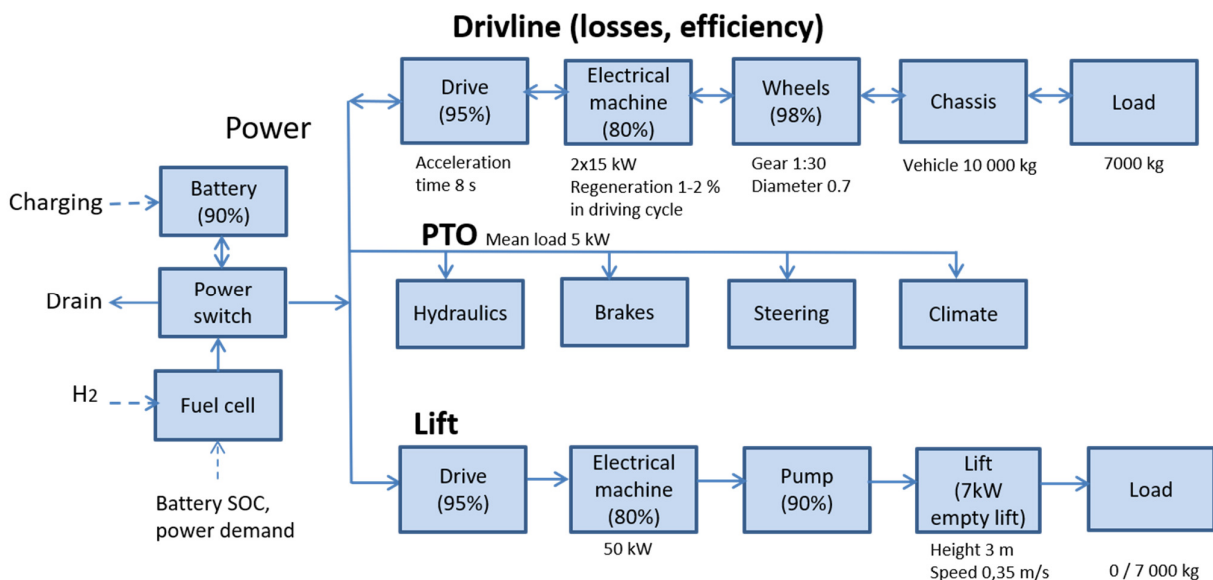 Drivline (losses, efficiency)
Power
Charging
Battery
(90%)
Drain
Power
switch
H2
Fuel cell
Battery SOC,
power demand
Drive
(95%)
Acceleration
time 8 s
Electrical
machine
(80%)
2x15 kW
Regeneration 1-2 %
in driving cycle
Wheels
(98%)
Gear 1:30
Diameter 0.7
Chassis
Vehicle 10 000 kg
Load
7000 kg
PTO Mean load 5 kW
Hydraulics
Brakes
Steering
Climate
Lift
Drive
(95%)
Electrical
machine
(80%)
50 kW
Pump
(90%)
Lift
(7kW
empty lift)
Height 3 m
Speed 0,35 m/s
Load
0 / 7 000 kg